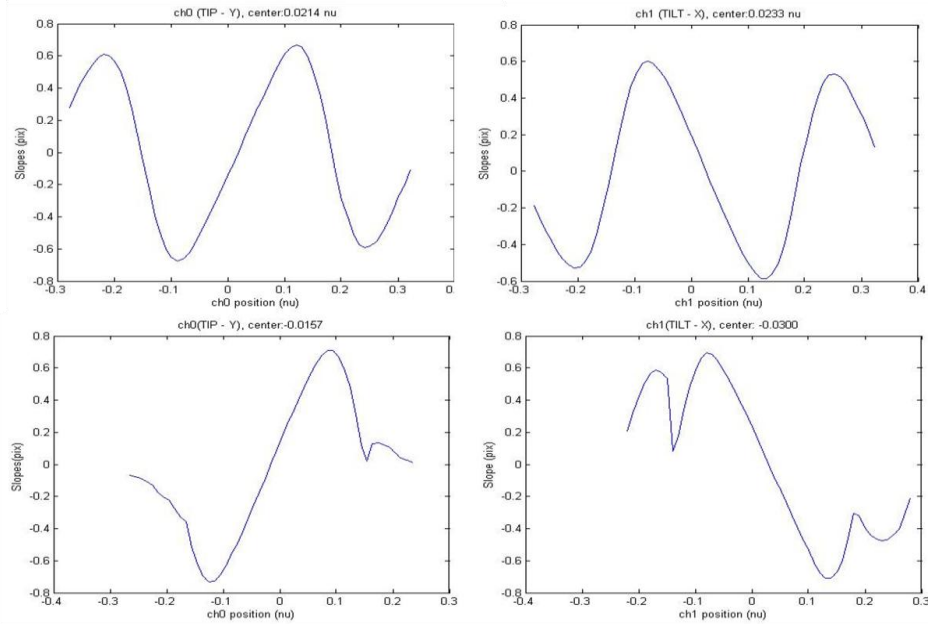 ch0 (TIP - Y), center:0.0214 nu
0.8
0.6
0.4
0.2
0
-0.2
-0.4
-0.6
0.8
-0.3 -0.2 -0.1 0 0.1 0.2 0.3 0.
Slopes (pix)
ch0 position (nu)
ch1 (TILT - X), center:0.0233 nu
0.8
0.6
0.4
0.2
0
-0.2
-0.4
0.6
-0.3 -0.2 -0.1 0 0.1 0.2 0.3 0.4
Slopes (pix)
ch1 position (nu)
ch0(TIP - Y), center:-0.0157
0.8
0.6
0.4
0.2
0
-0.2
-0.4
-0.6
-0.8
-0.4 -0.3 -0.2 -0.1 0 0.1 0.2 0.3
Slopes(pix)
ch0 position (nu)
ch1(TILT - X), center: -0.0300
0.8
0.6
0.4
0.2
0
-0.2
-0.4
-0.6
-0.8
-0.4 -0.3 -0.2 -0.1 0 0.1 0.2 0.3
Slope (pix)
ch1 position (nu)